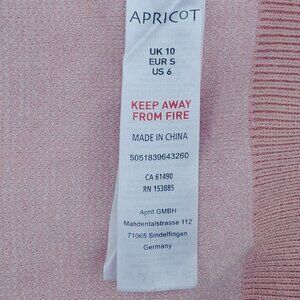 APRICOT
UK 10
EUR S
US 6
KEEP AWAY
FROM FIRE
MADE IN CHINA
5051839643260
CA 61490
RN 153885
April GMBH
Mahdentalstrasse 112
71065 Sindelfingen
Germany